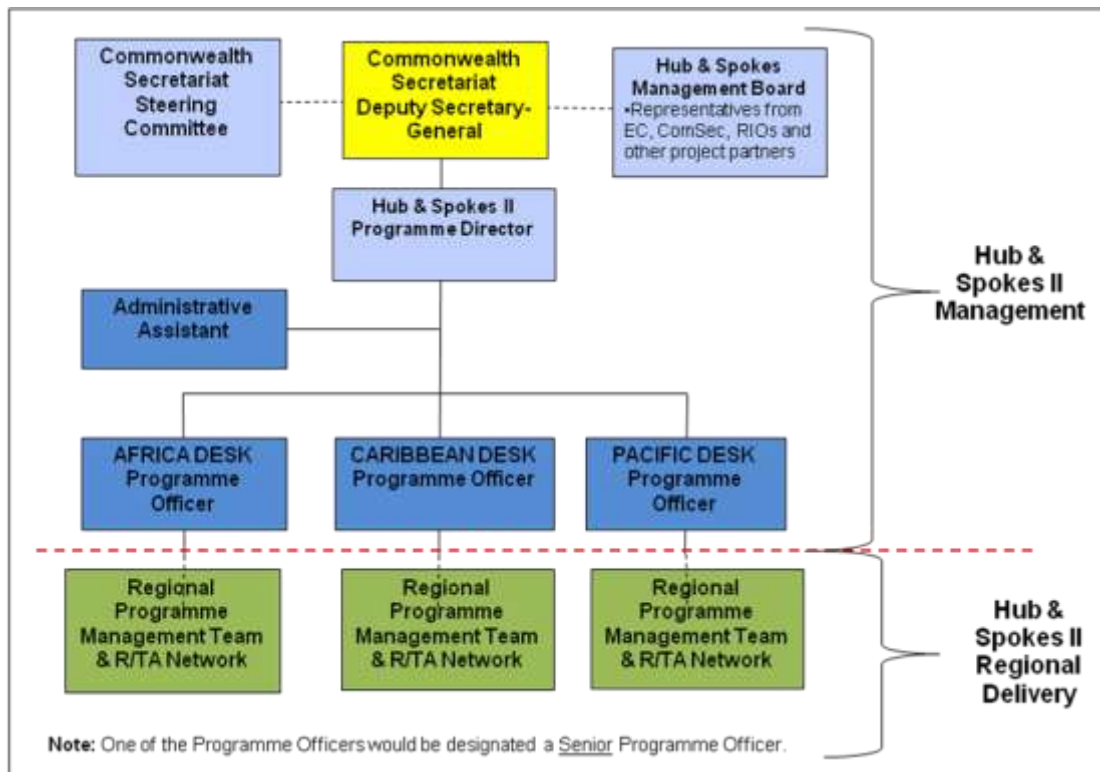 Commonwealth
Secretariat
Steering
Committee
Commonwealth
Secretariat
Deputy Secretary-
General
Hub & Spokes
Management Board
▪Representatives from
EC, ComSec, RIOs and
other project partners
Hub & Spokes II
Programme Director
Administrative
Assistant
Hub &
Spokes II
Management
AFRICA DESK
Programme
Officer
CARIBBEAN DESK
Programme Officer
PACIFIC DESK
Programme
Officer
Regional
Programme
Management Team
& R/TA Network
Regional
Programme
Management Team
& R/TA Network
Regional
Programme
Management Team
& R/TA Network
Hub &
Spokes II
Regional
Delivery
Note: One of the Programme Officers would be designated a Senior Programme Officer.